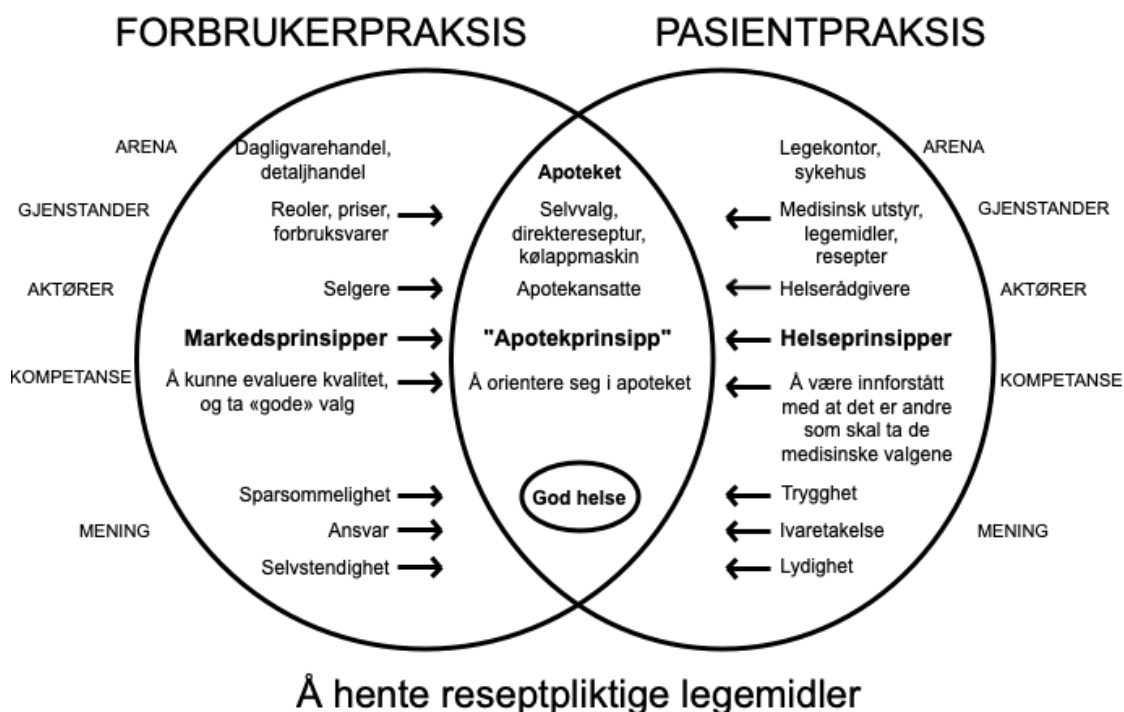 FORBRUKERPRAKSIS
PASIENTPRAKSIS
ARENA
Dagligvarehandel,
detaljhandel
Apoteket
Legekontor,
sykehus
ARENA
GJENSTANDER
Reoler, priser,
forbruksvarer
Selvvalg,
direktereseptur,
kølappmaskin
Medisinsk utstyr,
legemidler,
resepter
GJENSTANDER
AKTØRER
Selgere
Apotekansatte
Helserådgivere
AKTØRER
Markedsprinsipper
"Apotekprinsipp"
Helseprinsipper
KOMPETANSE
Å kunne evaluere kvalitet,
og ta «gode» valg
Å orientere seg i apoteket
Å være innforstått
med at det er andre
som skal ta de
medisinske valgene
KOMPETANSE
MENING
Sparsommelighet
Ansvar
Selvstendighet
God helse
Trygghet
Ivaretakelse
Lydighet
MENING
Å hente reseptpliktige legemidler